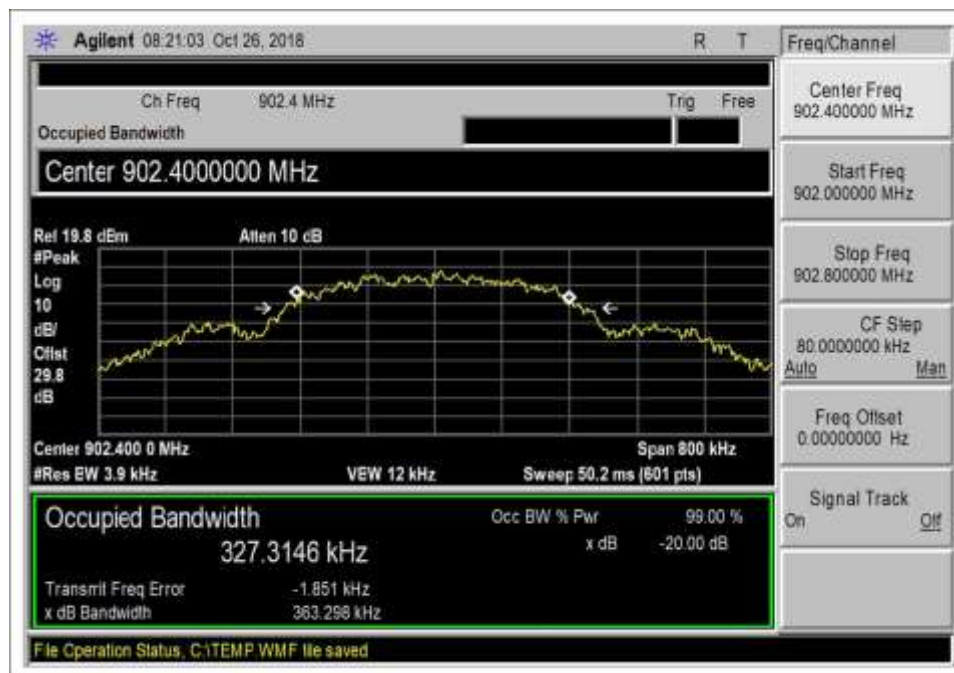 Agilent 08:21:03 Oct 26, 2018 R T
Ch Freq 902.4 MHz Trig Free
Occupied Bandwidth
Center 902.4000000 MHz
Ref 19.8 dBm Atten 10 dB
#Peak
Log
10
dB/
Offst
29.8
dB
Center 902.400 0 MHz Span 800 kHz
#Res BW 3.9 kHz VBW 12 kHz Sweep 50.2 ms (601 pts)
Occupied Bandwidth Occ BW % Pwr 99.00 %
327.3146 kHz x dB -20.00 dB
Transmit Freq Error -1.851 kHz
x dB Bandwidth 363.298 kHz
File Operation Status, C:\TEMP.WMF file saved
Freq/Channel
Center Freq
902.400000 MHz
Start Freq
902.000000 MHz
Stop Freq
902.800000 MHz
CF Step
80.0000000 kHz
Auto Man
Freq Offset
0.00000000 Hz
Signal Track
On Off